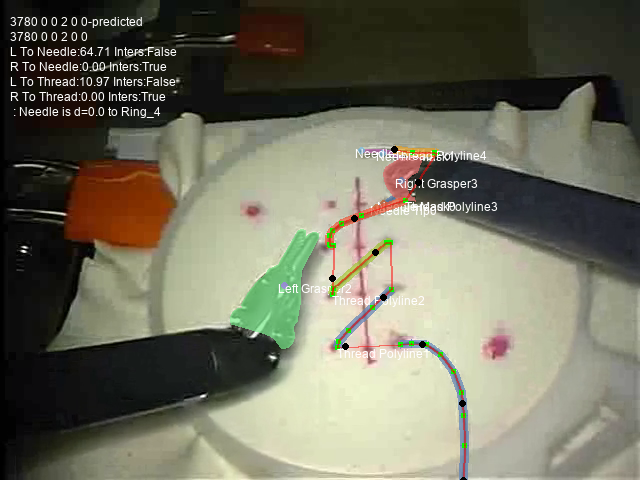 3780 0 0 2 0 0-predicted
3780 0 0 2 0 0
L To Needle:64.71 Inters:False
R To Needle:0.00 Inters:True
L To Thread:10.97 Inters:False
R To Thread:0.00 Inters:True
: Needle is d=0.0 to Ring_4
Right Grasper3
Left Grasper2
Thread Polyline2
Thread Polyline1